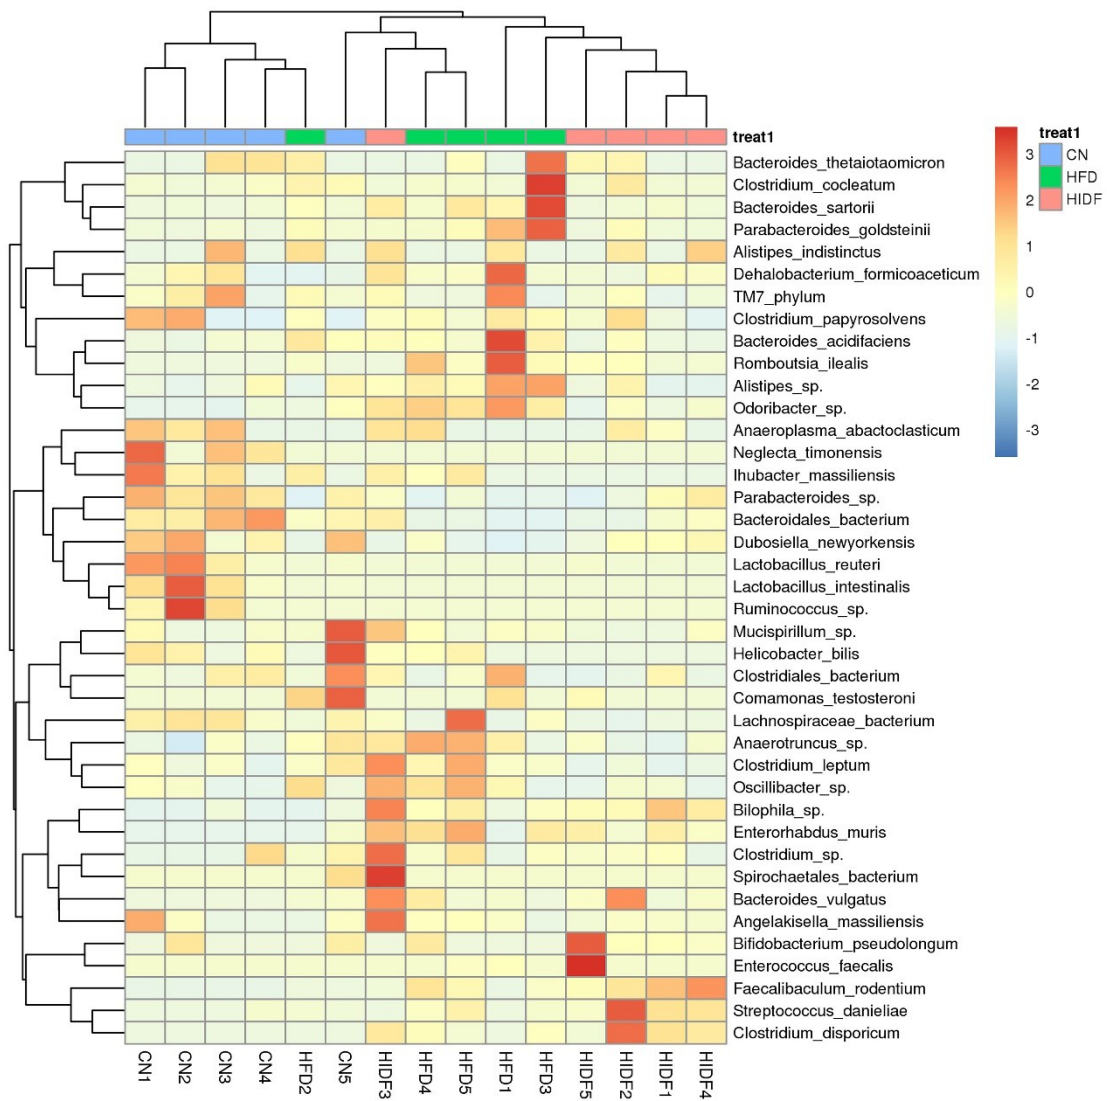 treat1
Bacteroides_thetaiotaomicron
Clostridium_cocleatum
Bacteroides_sartorii
Parabacteroides_goldsteinii
Alistipes_indistinctus
Dehalobacterium_formicoaceticum
TM7_phylum
Clostridium_papyrosolvens
Bacteroides_acidifaciens
Romboutsia_ilealis
Alistipes_sp.
Odoribacter_sp.
Anaeroplasma_abactoclasticum
Neglecta_timonensis
Ihubacter_massiliensis
Parabacteroides_sp.
Bacteroidales_bacterium
Dubosiella_newyorkensis
Lactobacillus_reuteri
Lactobacillus_intestinalis
Ruminococcus_sp.
Mucispirillum_sp.
Helicobacter_bilis
Clostridiales_bacterium
Comamonas_testosteroni
Lachnospiraceae_bacterium
Anaerotruncus_sp.
Clostridium_leptum
Oscillibacter_sp.
Bilophila_sp.
Enterorhabdus_muris
Clostridium_sp.
Spirochaetales_bacterium
Bacteroides_vulgatus
Angelakisella_massiliensis
Bifidobacterium_pseudolongum
Enterococcus_faecalis
Faecalibaculum_rodentium
Streptococcus_danieliae
Clostridium_disporicum
CN1
CN2
CN3
CN4
HFD2
CN5
HIDF3
HFD4
HFD5
HFD1
HFD3
HIDF5
HIDF2
HIDF1
HIDF4
3
2
1
0
-1
-2
-3
treat1
CN
HFD
HIDF